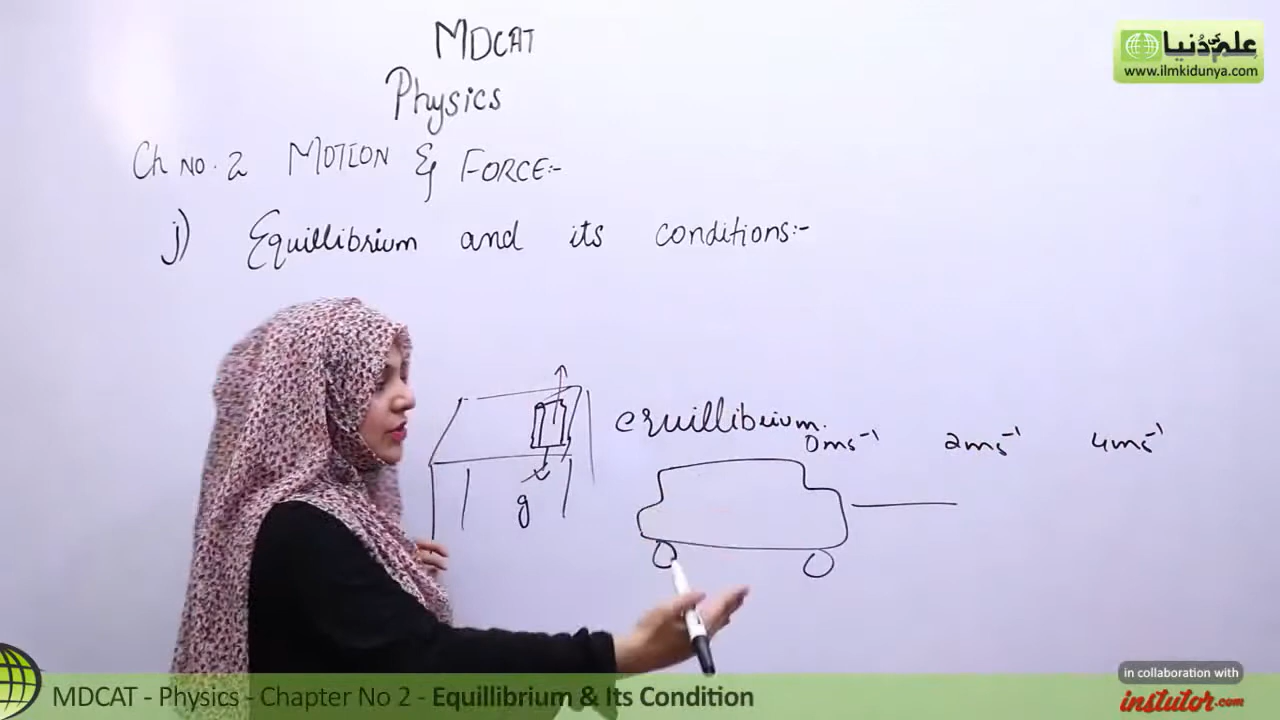 MDCAT
Physics
Ch NO. 2 MOTION & FORCE:-
j) Equillibrium and its conditions:-
equillibrium.
0ms⁻¹ 2ms⁻¹ 4ms⁻¹
g
علم کی دُنیا
www.ilmkidunya.com
in collaboration with
instutor.com
MDCAT - Physics - Chapter No 2 - Equillibrium & Its Condition